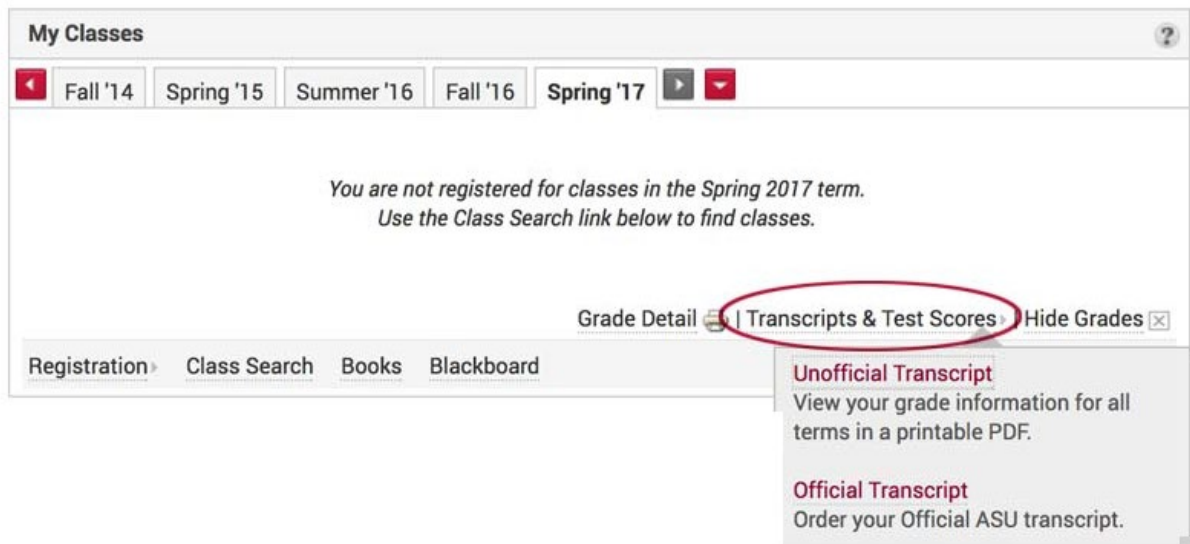 My Classes ?
Fall '14 Spring '15 Summer '16 Fall '16 Spring '17
You are not registered for classes in the Spring 2017 term.
Use the Class Search link below to find classes.
Grade Detail | Transcripts & Test Scores | Hide Grades
Registration Class Search Books Blackboard
Unofficial Transcript
View your grade information for all
terms in a printable PDF.
Official Transcript
Order your Official ASU transcript.